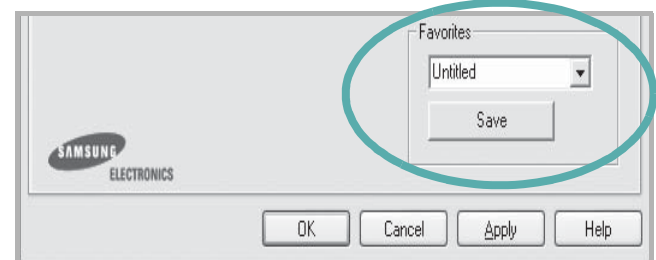 Favorites
Untitled
Save
SAMSUNG
ELECTRONICS
OK Cancel Apply Help